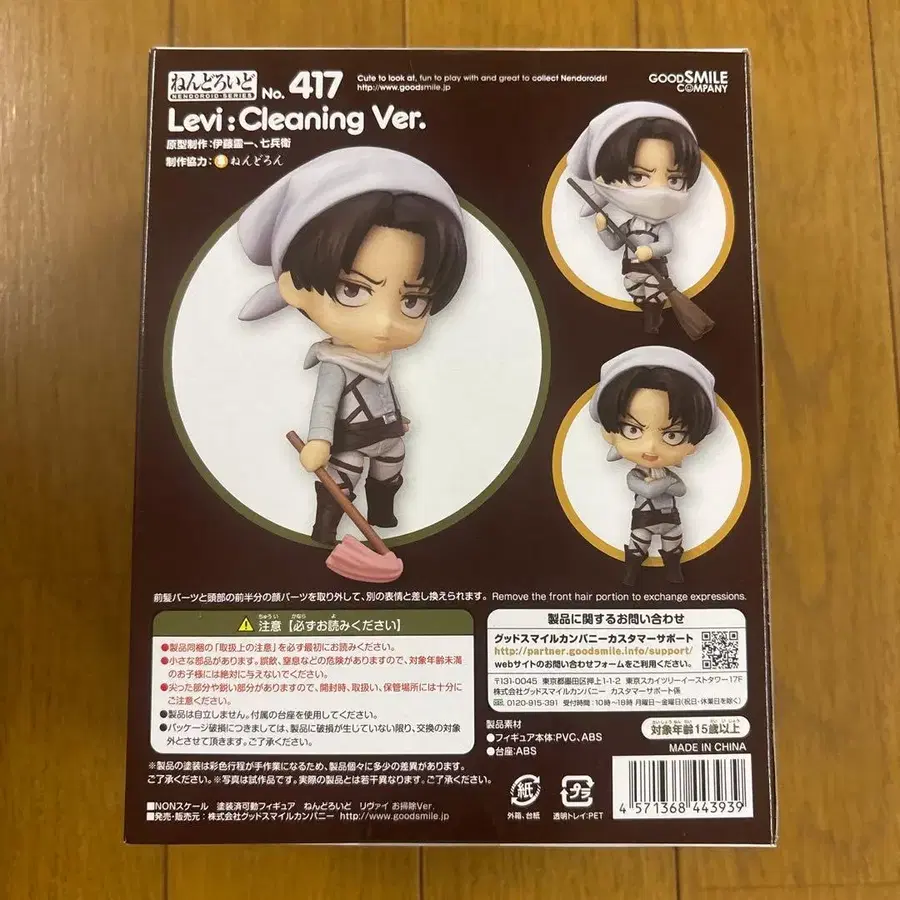 ねんどろいど
NENDOROID-SERIES
No. 417
Cute to look at, fun to play with and great to collect Nendoroids!
http://www.goodsmile.jp
GOODSMILE
COMPANY
Levi : Cleaning Ver.
原型制作:伊藤霊一、七兵衛
制作協力: ねんどろん
前髪パーツと頭部の前半分の顔パーツを取り外して、別の表情と差し換えられます。 Remove the front hair portion to exchange expressions.
注意【必ずお読みください】
ちゅうい かなら よ
●製品同梱の「取扱上の注意」を必ず最初にお読みください。
●小さな部品があります。誤飲、窒息などの危険がありますので、対象年齢未満
のお子様には絶対に与えないでください。
●尖った部分や鋭い部分がありますので、開封時、取扱い、保管場所には十分に
ご注意ください。
●製品は自立しません。付属の台座を使用してください。
●パッケージ破損につきましては、製品に破損が生じていない限り、交換の対象
外とさせて頂きます。ご了承ください。
※製品の塗装は彩色行程が手作業になるため、製品個々に多少の差異があります。
ご了承ください。※写真は試作品です。実際の製品とは若干異なります。ご了承ください。
■NONスケール 塗装済可動フィギュア ねんどろいど リヴァイ お掃除Ver.
■発売・販売元:株式会社グッドスマイルカンパニー http://www.goodsmile.jp
製品に関するお問い合わせ
グッドスマイルカンパニーカスタマーサポート
http://partner.goodsmile.info/support/
webサイトのお問い合わせフォームをご利用ください。
〒131-0045 東京都墨田区押上1-1-2 東京スカイツリーイーストタワー17F
株式会社グッドスマイルカンパニー カスタマーサポート係
0120-915-391 受付時間:10時〜18時 月曜日〜金曜日(祝日・休業日を除く)
製品素材
●フィギュア本体:PVC、ABS
●台座:ABS
たいしょうねんれい さい いじょう
対象年齢15歳以上
MADE IN CHINA
紙
外箱、台紙
プラ
透明トレイ:PET
4 571368 443939